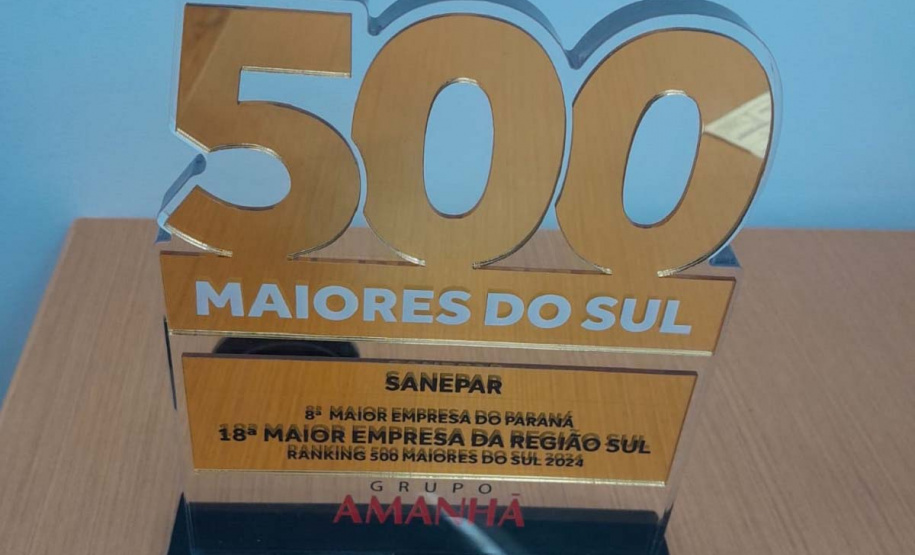 500
MAIORES DO SUL
SANEPAR
8ª MAIOR EMPRESA DO PARANÁ
18ª MAIOR EMPRESA DA REGIÃO SUL
RANKING 500 MAIORES DO SUL 2024
GRUPO
AMANHÃ